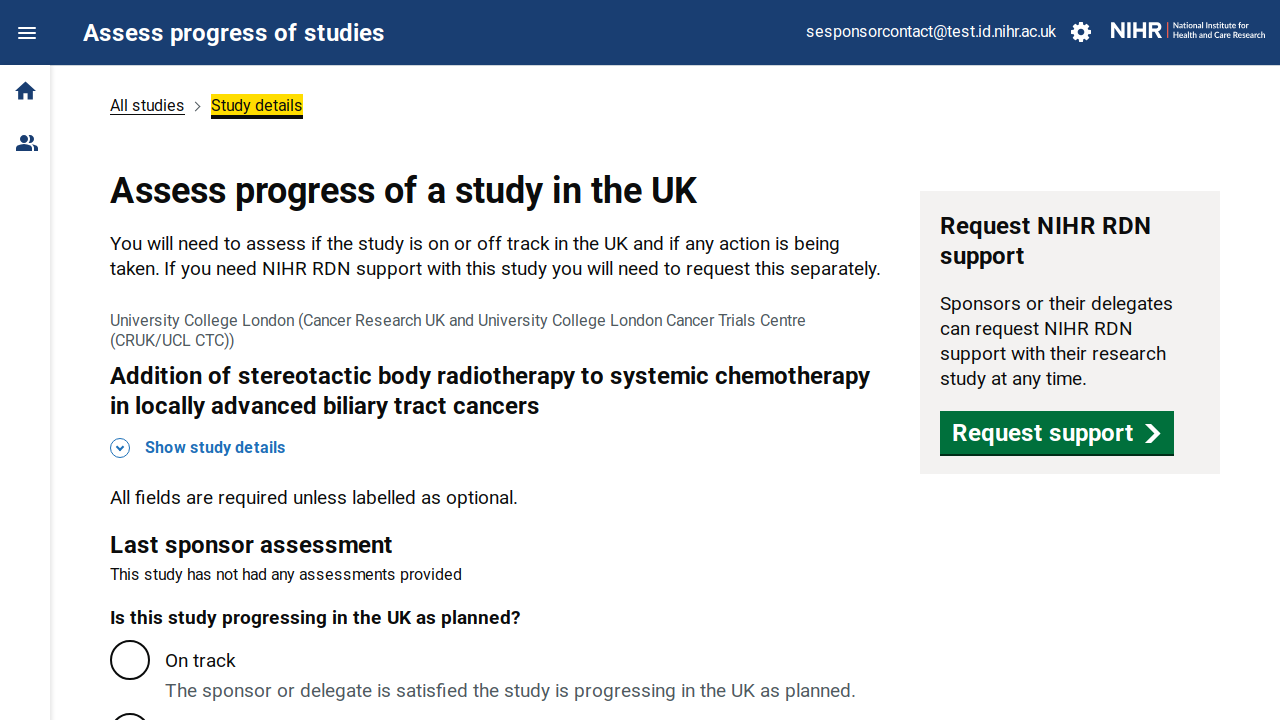 Assess progress of studies
sesponsorcontact@test.id.nihr.ac.uk
NIHR | National Institute for
Health and Care Research
All studies
Study details
Assess progress of a study in the UK
You will need to assess if the study is on or off track in the UK and if any action is being
taken. If you need NIHR RDN support with this study you will need to request this separately.
University College London (Cancer Research UK and University College London Cancer Trials Centre
(CRUK/UCL CTC))
Addition of stereotactic body radiotherapy to systemic chemotherapy
in locally advanced biliary tract cancers
Show study details
All fields are required unless labelled as optional.
Last sponsor assessment
This study has not had any assessments provided
Is this study progressing in the UK as planned?
On track
The sponsor or delegate is satisfied the study is progressing in the UK as planned.
Request NIHR RDN
support
Sponsors or their delegates
can request NIHR RDN
support with their research
study at any time.
Request support